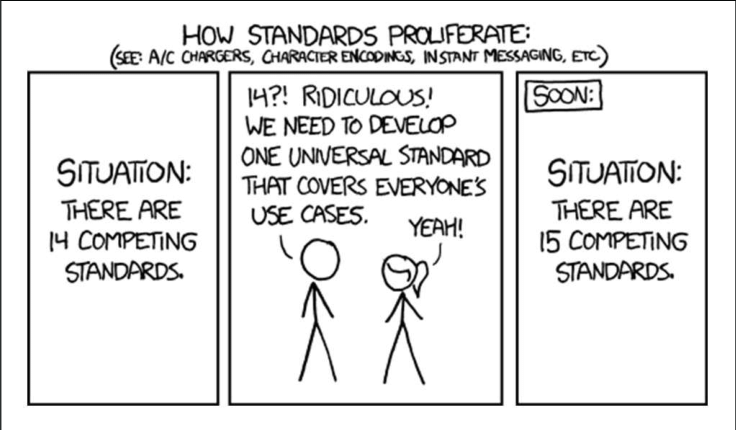 HOW STANDARDS PROLIFERATE:
(SEE: A/C CHARGERS, CHARACTER ENCODINGS, INSTANT MESSAGING, ETC.)
SITUATION:
THERE ARE
14 COMPETING
STANDARDS.
14?! RIDICULOUS!
WE NEED TO DEVELOP
ONE UNIVERSAL STANDARD
THAT COVERS EVERYONE'S
USE CASES.
YEAH!
SOON:
SITUATION:
THERE ARE
15 COMPETING
STANDARDS.